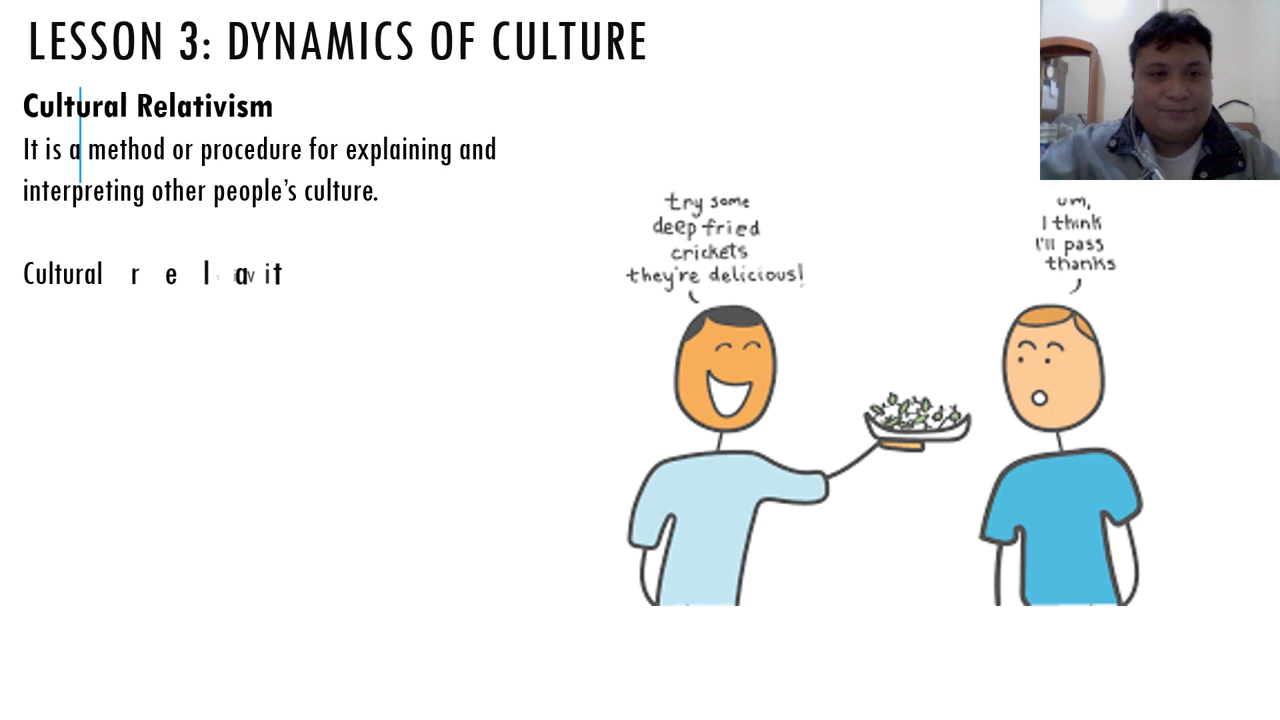 LESSON 3: DYNAMICS OF CULTURE
Cultural Relativism
It is a method or procedure for explaining and
interpreting other people's culture.
Cultural
try some
deep fried
crickets
they're delicious!
um,
I think
I'll pass
thanks